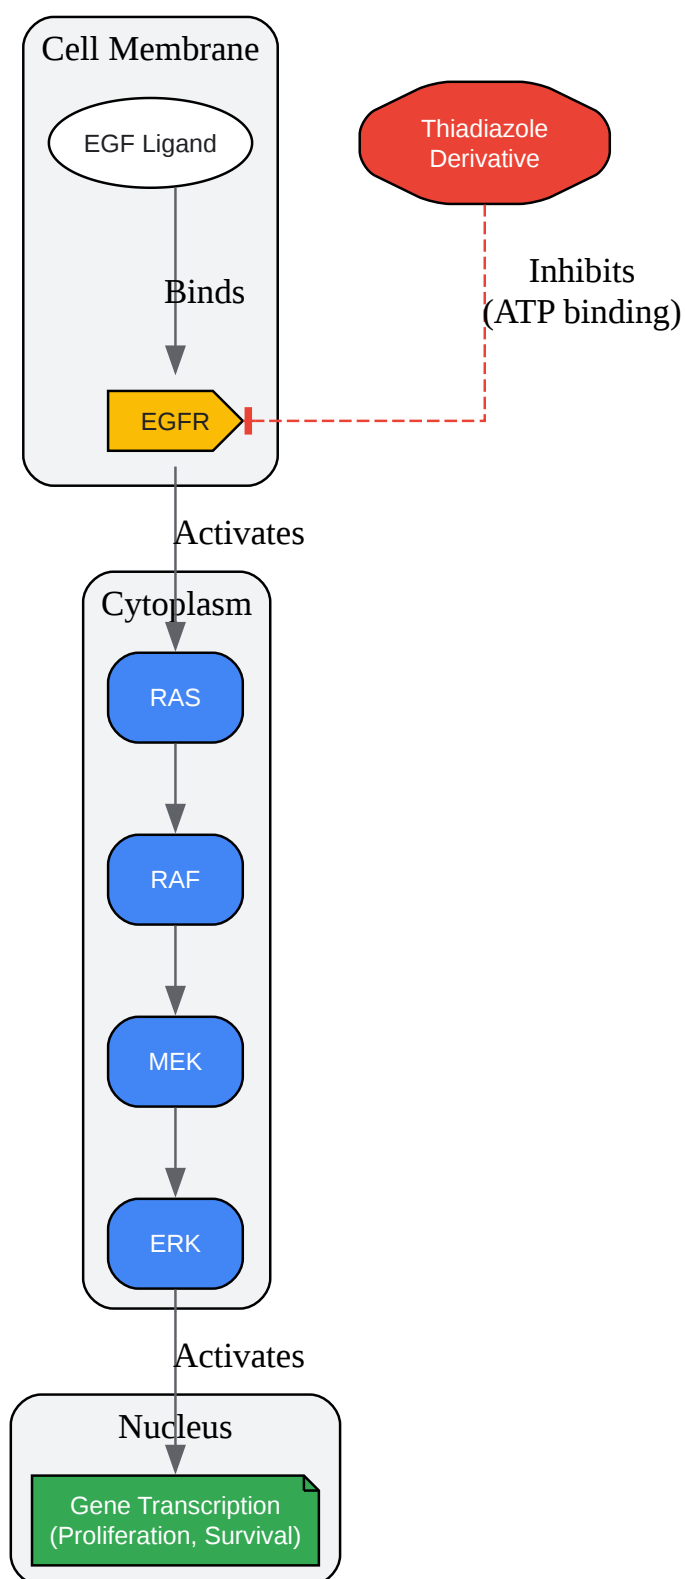 Cell Membrane
EGF Ligand
Thiadiazole
Derivative
Binds
Inhibits
(ATP binding)
EGFR
Activates
Cytoplasm
RAS
RAF
MEK
ERK
Activates
Nucleus
Gene Transcription
(Proliferation, Survival)